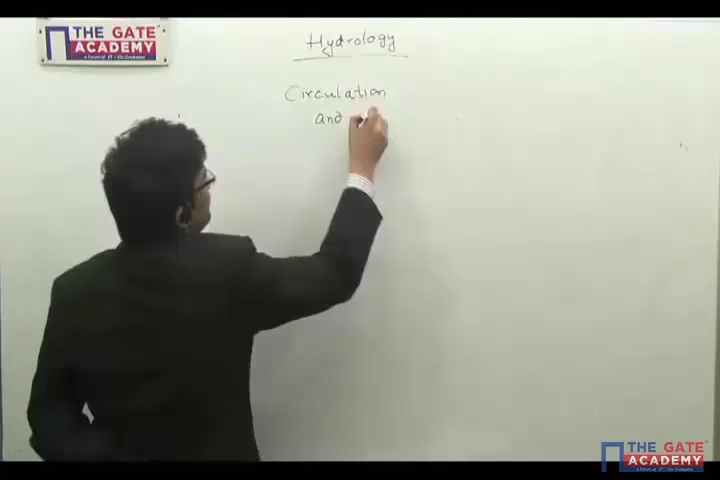 THE GATE
ACADEMY
Hydrology
Circulation
and
THE GATE
ACADEMY